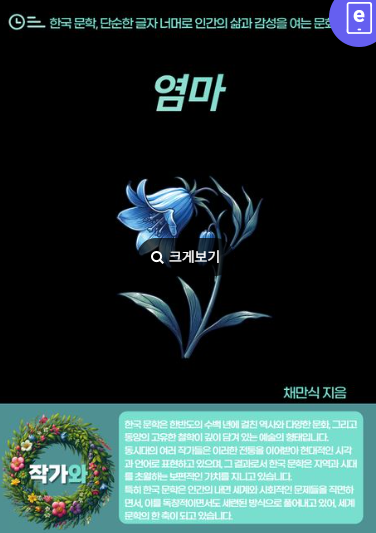 한국 문학, 단순한 글자 너머로 인간의 삶과 감성을 여는 문화
e
염마
크게보기
채만식 지음
작가와
한국 문학은 한반도의 수백 년에 걸친 역사와 다양한 문화, 그리고
동양의 고유한 철학이 깊이 담겨 있는 예술의 형태입니다.
동시대의 여러 작가들은 이러한 전통을 이어받아 현대적인 시각
과 언어로 표현하고 있으며, 그 결과로서 한국 문학은 지역과 시대
를 초월하는 보편적인 가치를 지니고 있습니다.
특히 한국 문학은 인간의 내면 세계와 사회적인 문제들을 직면하
면서, 이를 독창적이면서도 세련된 방식으로 풀어내고 있어, 세계
문학의 한 축이 되고 있습니다.